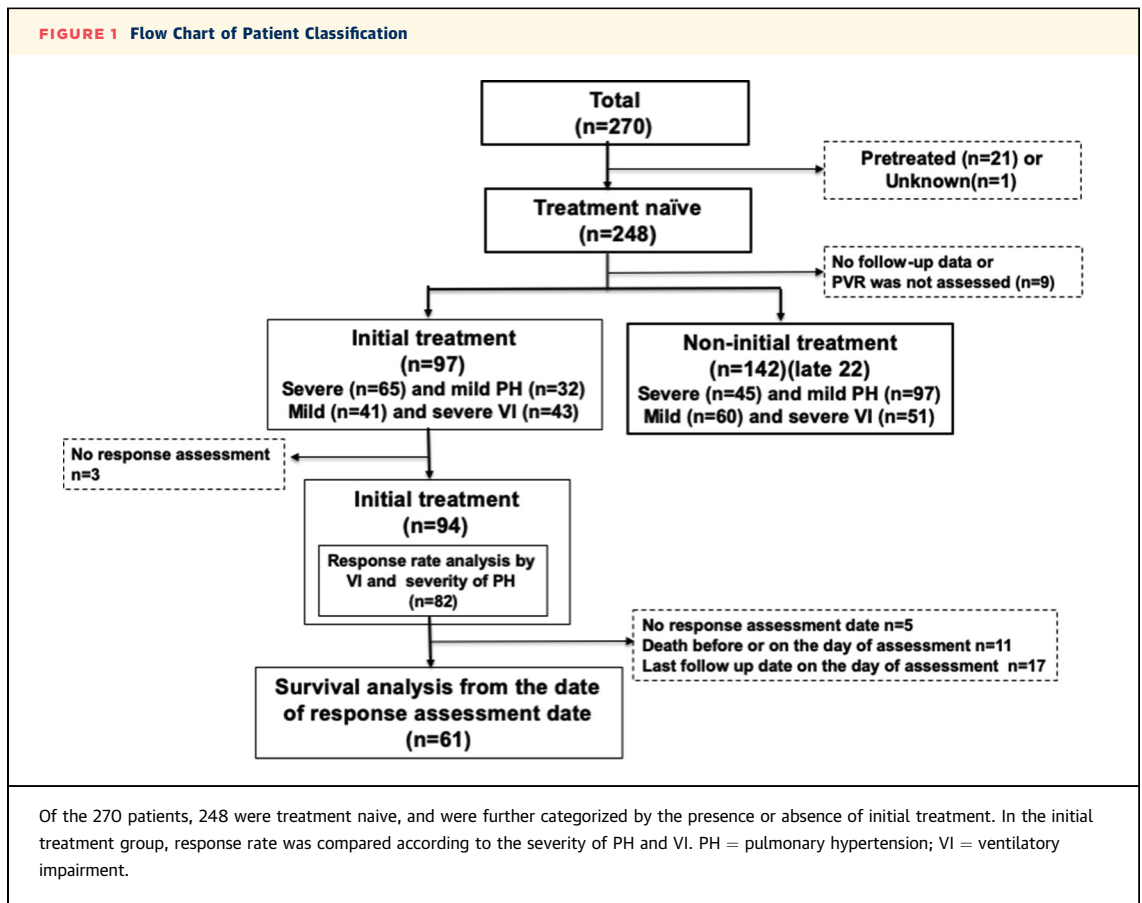 FIGURE 1 Flow Chart of Patient Classification
Total
(n=270)
Pretreated (n=21) or
Unknown(n=1)
Treatment naïve
(n=248)
No follow-up data or
PVR was not assessed (n=9)
Initial treatment
(n=97)
Severe (n=65) and mild PH (n=32)
Mild (n=41) and severe VI (n=43)
Non-initial treatment
(n=142)(late 22)
Severe (n=45) and mild PH (n=97)
Mild (n=60) and severe VI (n=51)
No response assessment
n=3
Initial treatment
(n=94)
Response rate analysis by
VI and severity of PH
(n=82)
No response assessment date n=5
Death before or on the day of assessment n=11
Last follow up date on the day of assessment n=17
Survival analysis from the date
of response assessment date
(n=61)
Of the 270 patients, 248 were treatment naive, and were further categorized by the presence or absence of initial treatment. In the initial
treatment group, response rate was compared according to the severity of PH and VI. PH = pulmonary hypertension; VI = ventilatory
impairment.